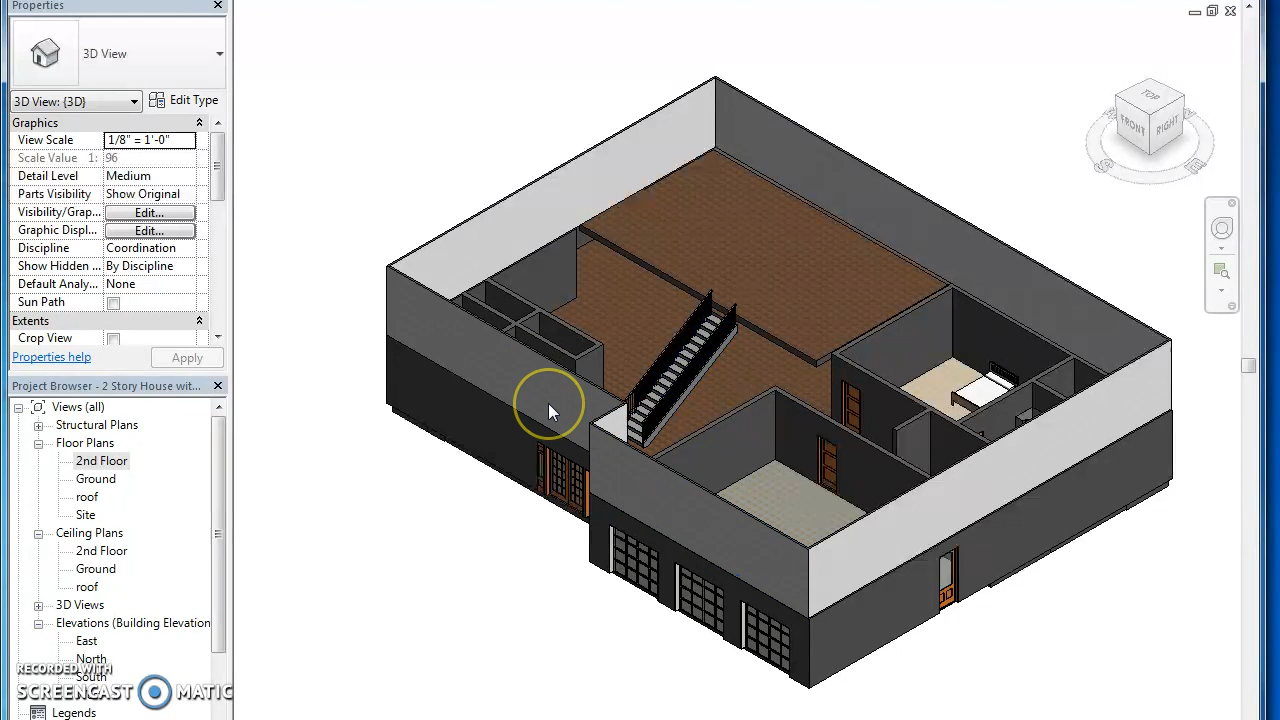 Properties
3D View
3D View: {3D}
Edit Type
Graphics
View Scale 1/8" = 1'-0"
Scale Value 1: 96
Detail Level Medium
Parts Visibility Show Original
Visibility/Grap... Edit...
Graphic Displ... Edit...
Discipline Coordination
Show Hidden ... By Discipline
Default Analy... None
Sun Path
Extents
Crop View
Properties help Apply
Project Browser - 2 Story House wit...
Views (all)
Structural Plans
Floor Plans
2nd Floor
Ground
roof
Site
Ceiling Plans
2nd Floor
Ground
roof
3D Views
Elevations (Building Elevation
East
North
South
Legends
RECORDED WITH
SCREENCAST MATIC
TOP
FRONT
RIGHT
S
E